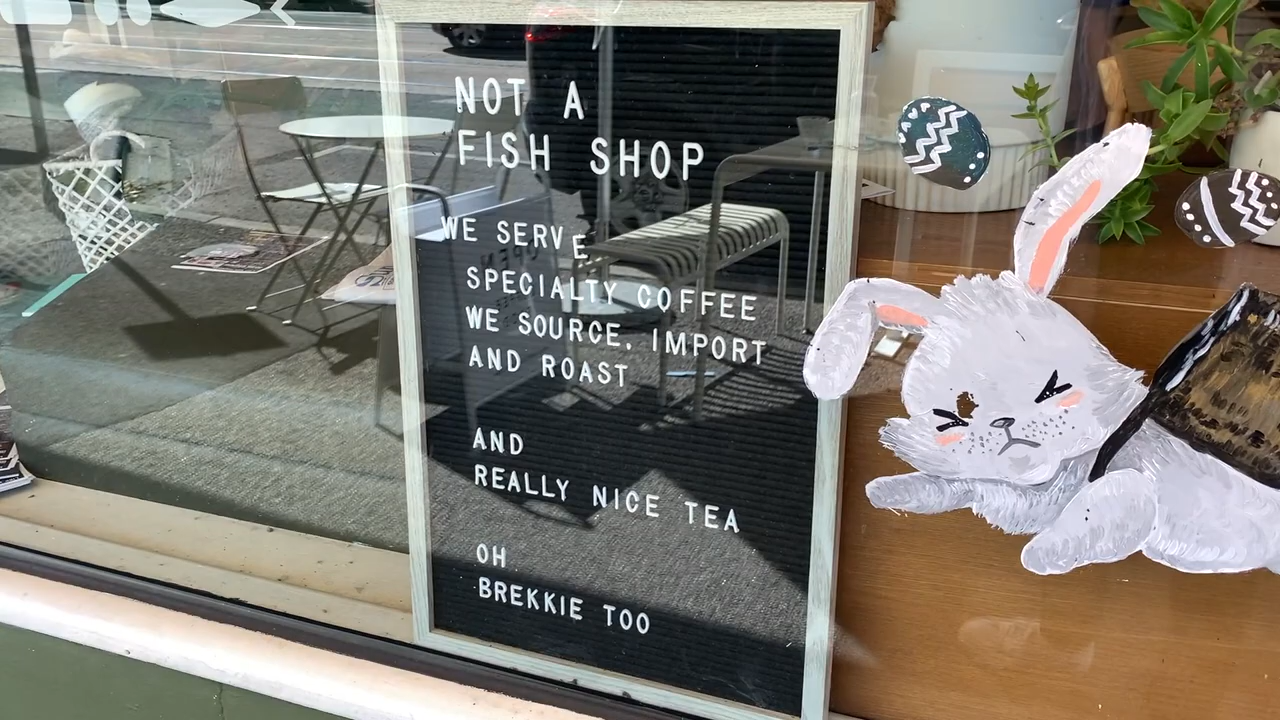 NOT A
FISH SHOP
WE SERVE
SPECIALTY COFFEE
WE SOURCE. IMPORT
AND ROAST
AND
REALLY NICE TEA
OH
BREKKIE TOO